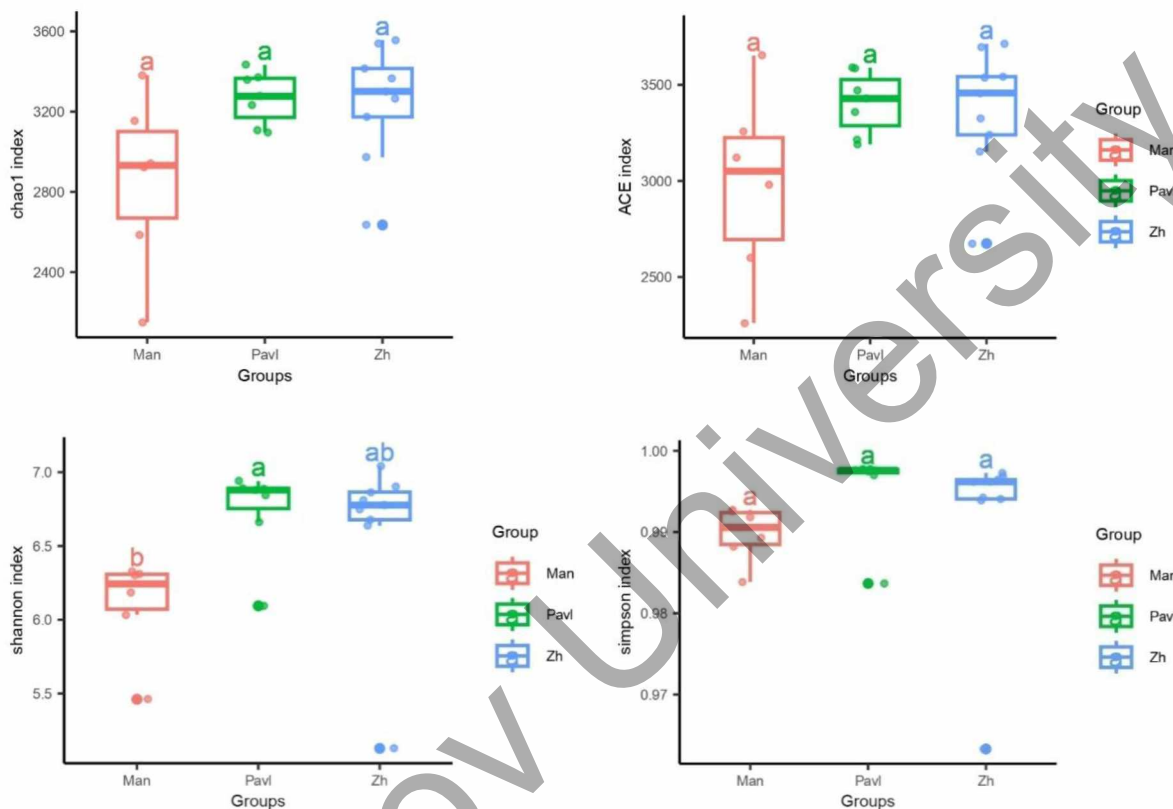 chao1 index
3600
3200
2800
2400
a
a
a
Man
Pavl
Zh
Groups
ACE index
3500
3000
2500
a
a
a
Man
Pavl
Zh
Groups
Group
Man
Pavl
Zh
shannon index
7.0
6.5
6.0
5.5
b
a
ab
Man
Pavl
Zh
Groups
Group
Man
Pavl
Zh
simpson index
1.00
0.99
0.98
0.97
a
a
a
Man
Pavl
Zh
Groups
Group
Man
Pavl
Zh
ov University